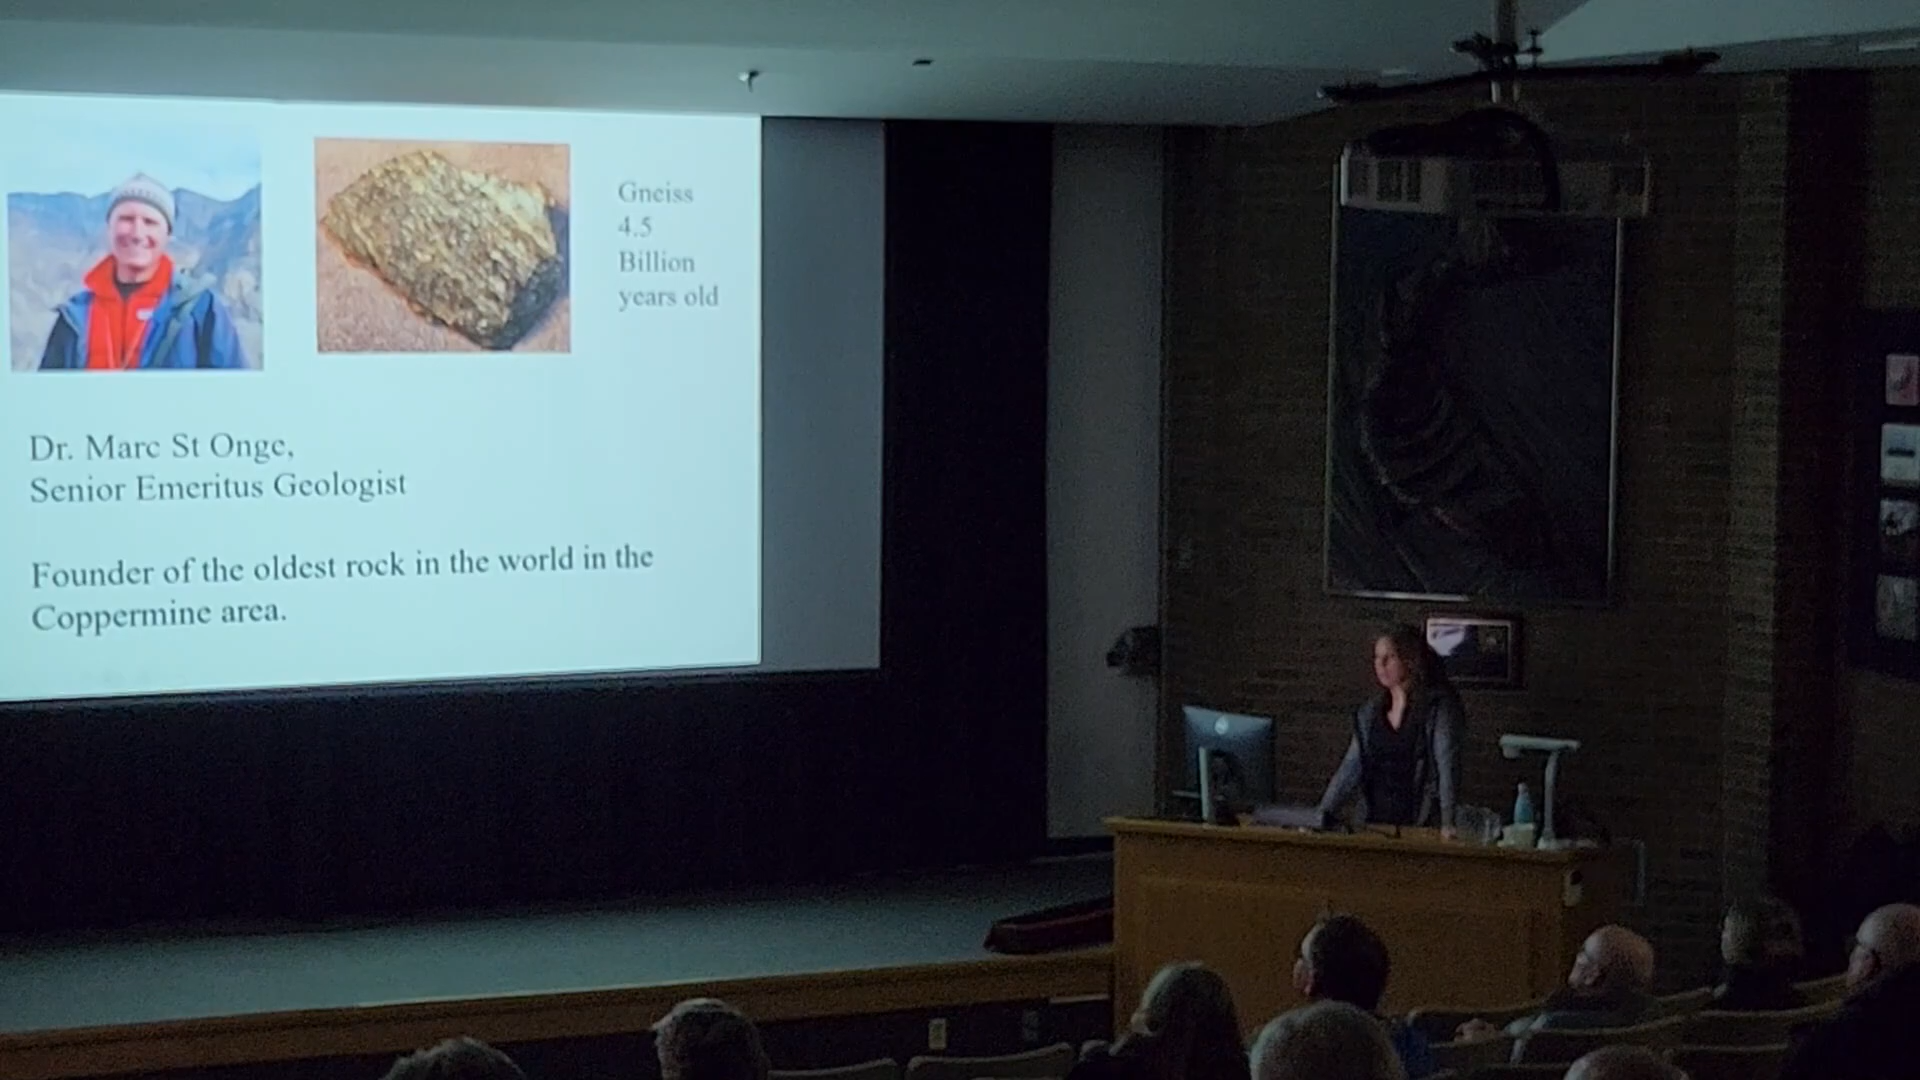 Gneiss
4.5
Billion
years old
Dr. Marc St Onge,
Senior Emeritus Geologist
Founder of the oldest rock in the world in the
Coppermine area.